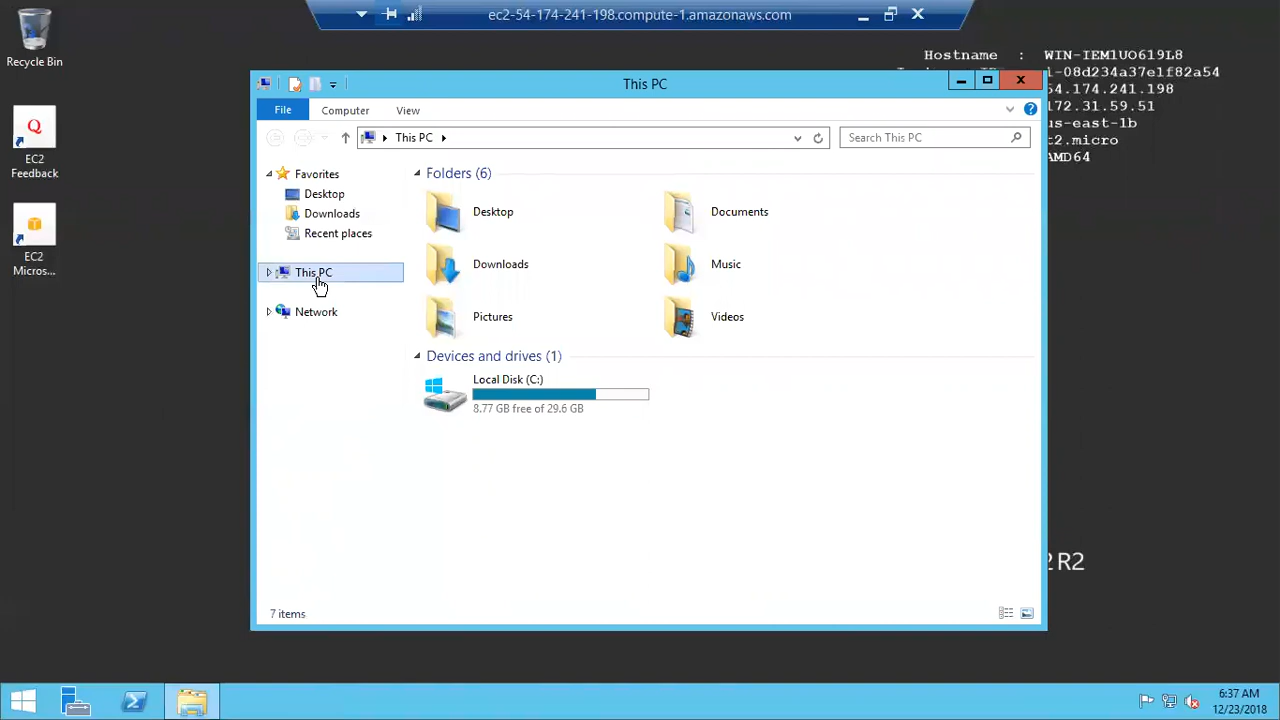 ec2-54-174-241-198.compute-1.amazonaws.com
Recycle Bin
Q
EC2
Feedback
EC2
Micros...
Hostname : WIN-IEM1UO619L8
-08d234a37e1f82a54
54.174.241.198
172.31.59.51
us-east-1b
t2.micro
AMD64
R2
This PC
File
Computer
View
This PC
Search This PC
Favorites
Desktop
Downloads
Recent places
This PC
Network
Folders (6)
Desktop
Documents
Downloads
Music
Pictures
Videos
Devices and drives (1)
Local Disk (C:)
8.77 GB free of 29.6 GB
7 items
6:37 AM
12/23/2018